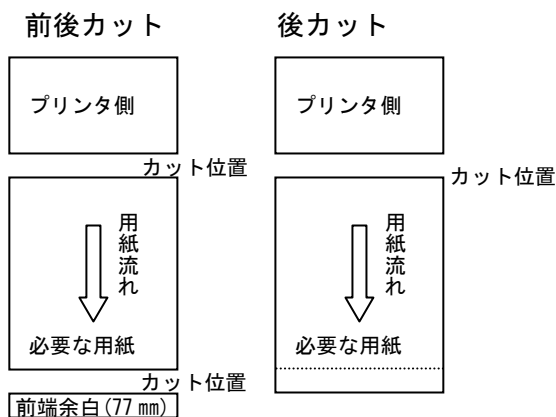 前後カット
プリンタ側
カット位置
用紙流れ
必要な用紙
カット位置
前端余白(77 mm)
後カット
プリンタ側
カット位置
用紙流れ
必要な用紙